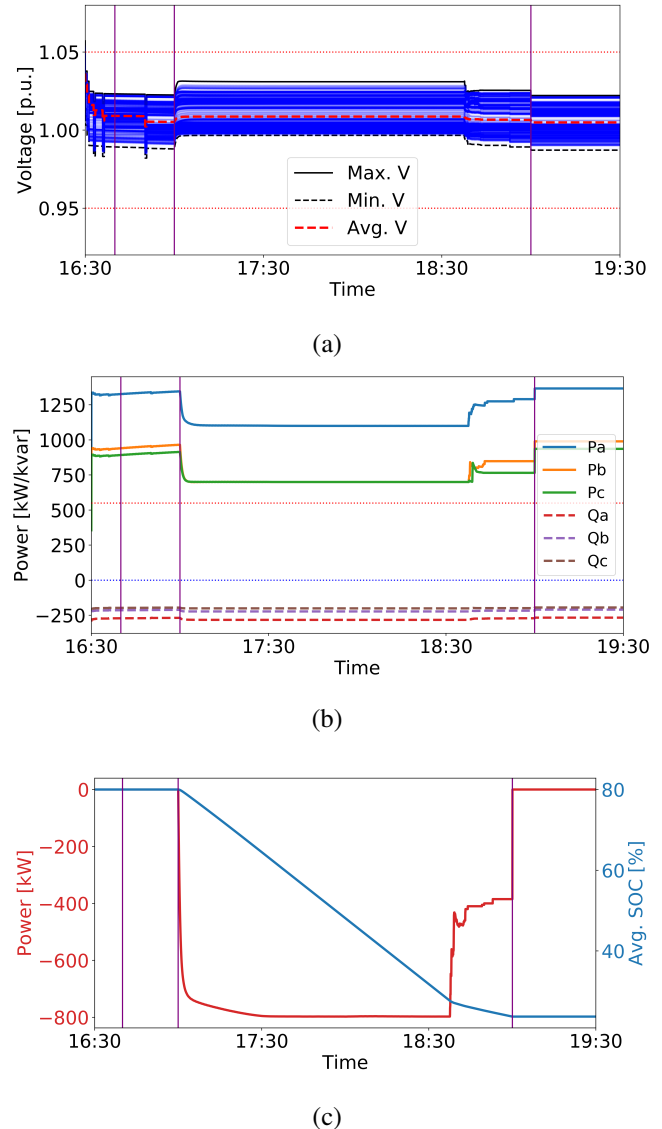 1.05
1.00
0.95
Voltage [p.u.]
Max. V
Min. V
Avg. V
16:30 17:30 18:30 19:30
Time
(a)
1250
1000
750
500
250
0
−250
Power [kW/kvar]
Pa
Pb
Pc
Qa
Qb
Qc
16:30 17:30 18:30 19:30
Time
(b)
0
−200
−400
−600
−800
Power [kW]
80
60
40
Avg. SOC [%]
16:30 17:30 18:30 19:30
Time
(c)